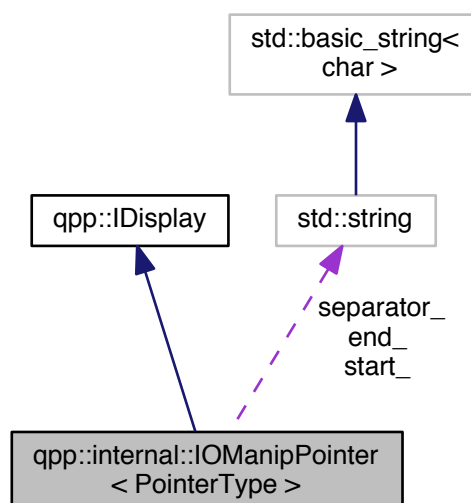 std::basic_string<
char >
qpp::IDisplay
std::string
separator_
end_
start_
qpp::internal::IOManipPointer
< PointerType >